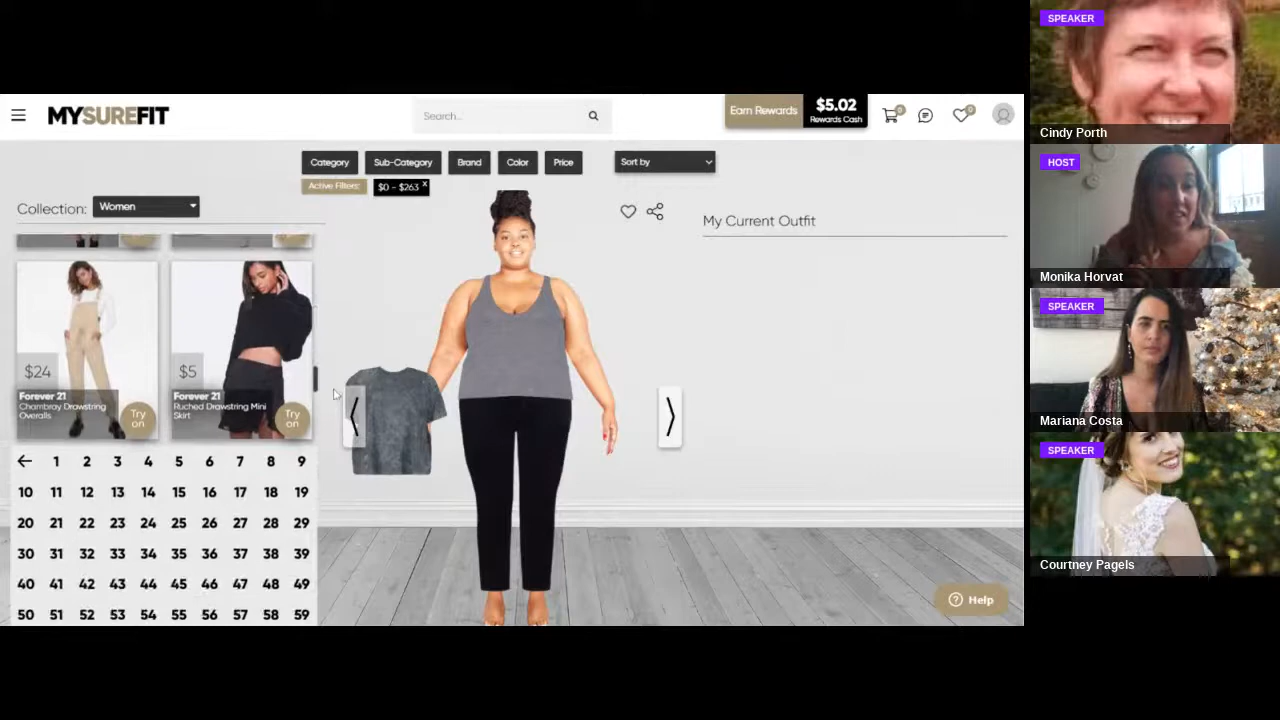 MYSUREFIT
Search...
Earn Rewards
$5.02
Rewards Cash
0
0
Category
Sub-Category
Brand
Color
Price
Sort by
Active Filters:
$0 - $263 x
Collection:
Women
My Current Outfit
$24
Forever 21
Chambray Drawstring
Overalls
Try
on
$5
Forever 21
Ruched Drawstring Mini
Skirt
Try
on
1 2 3 4 5 6 7 8 9
10 11 12 13 14 15 16 17 18 19
20 21 22 23 24 25 26 27 28 29
30 31 32 33 34 35 36 37 38 39
40 41 42 43 44 45 46 47 48 49
50 51 52 53 54 55 56 57 58 59
Help
SPEAKER
Cindy Porth
HOST
Monika Horvat
SPEAKER
Mariana Costa
SPEAKER
Courtney Pagels